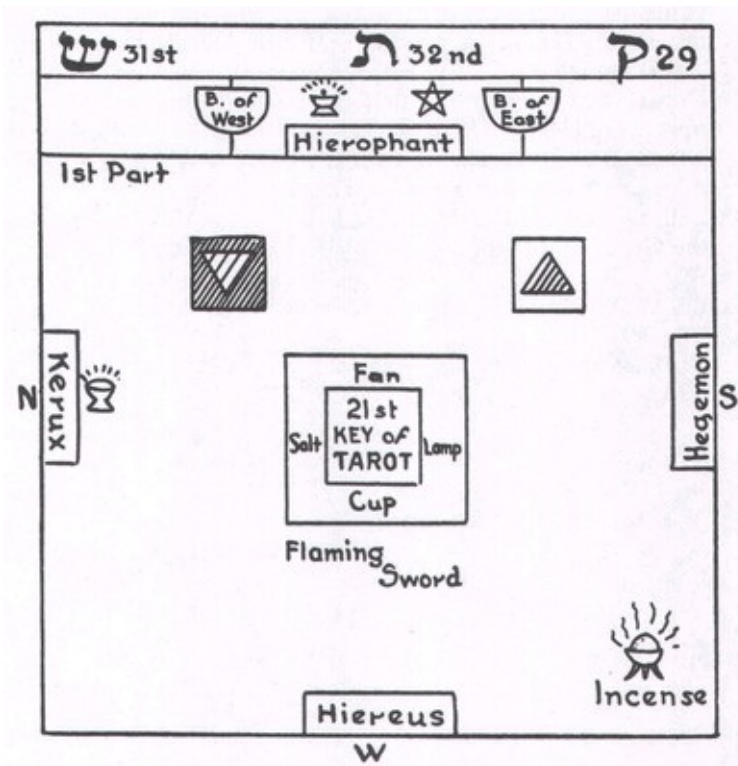 ש 31st ת 32nd ק 29
B. of
West
B. of
East
Hierophant
1st Part
N
Kerux
Fan
Salt
21st
KEY of
TAROT
Lamp
Cup
Hegemon
S
Flaming
Sword
Incense
Hiereus
W